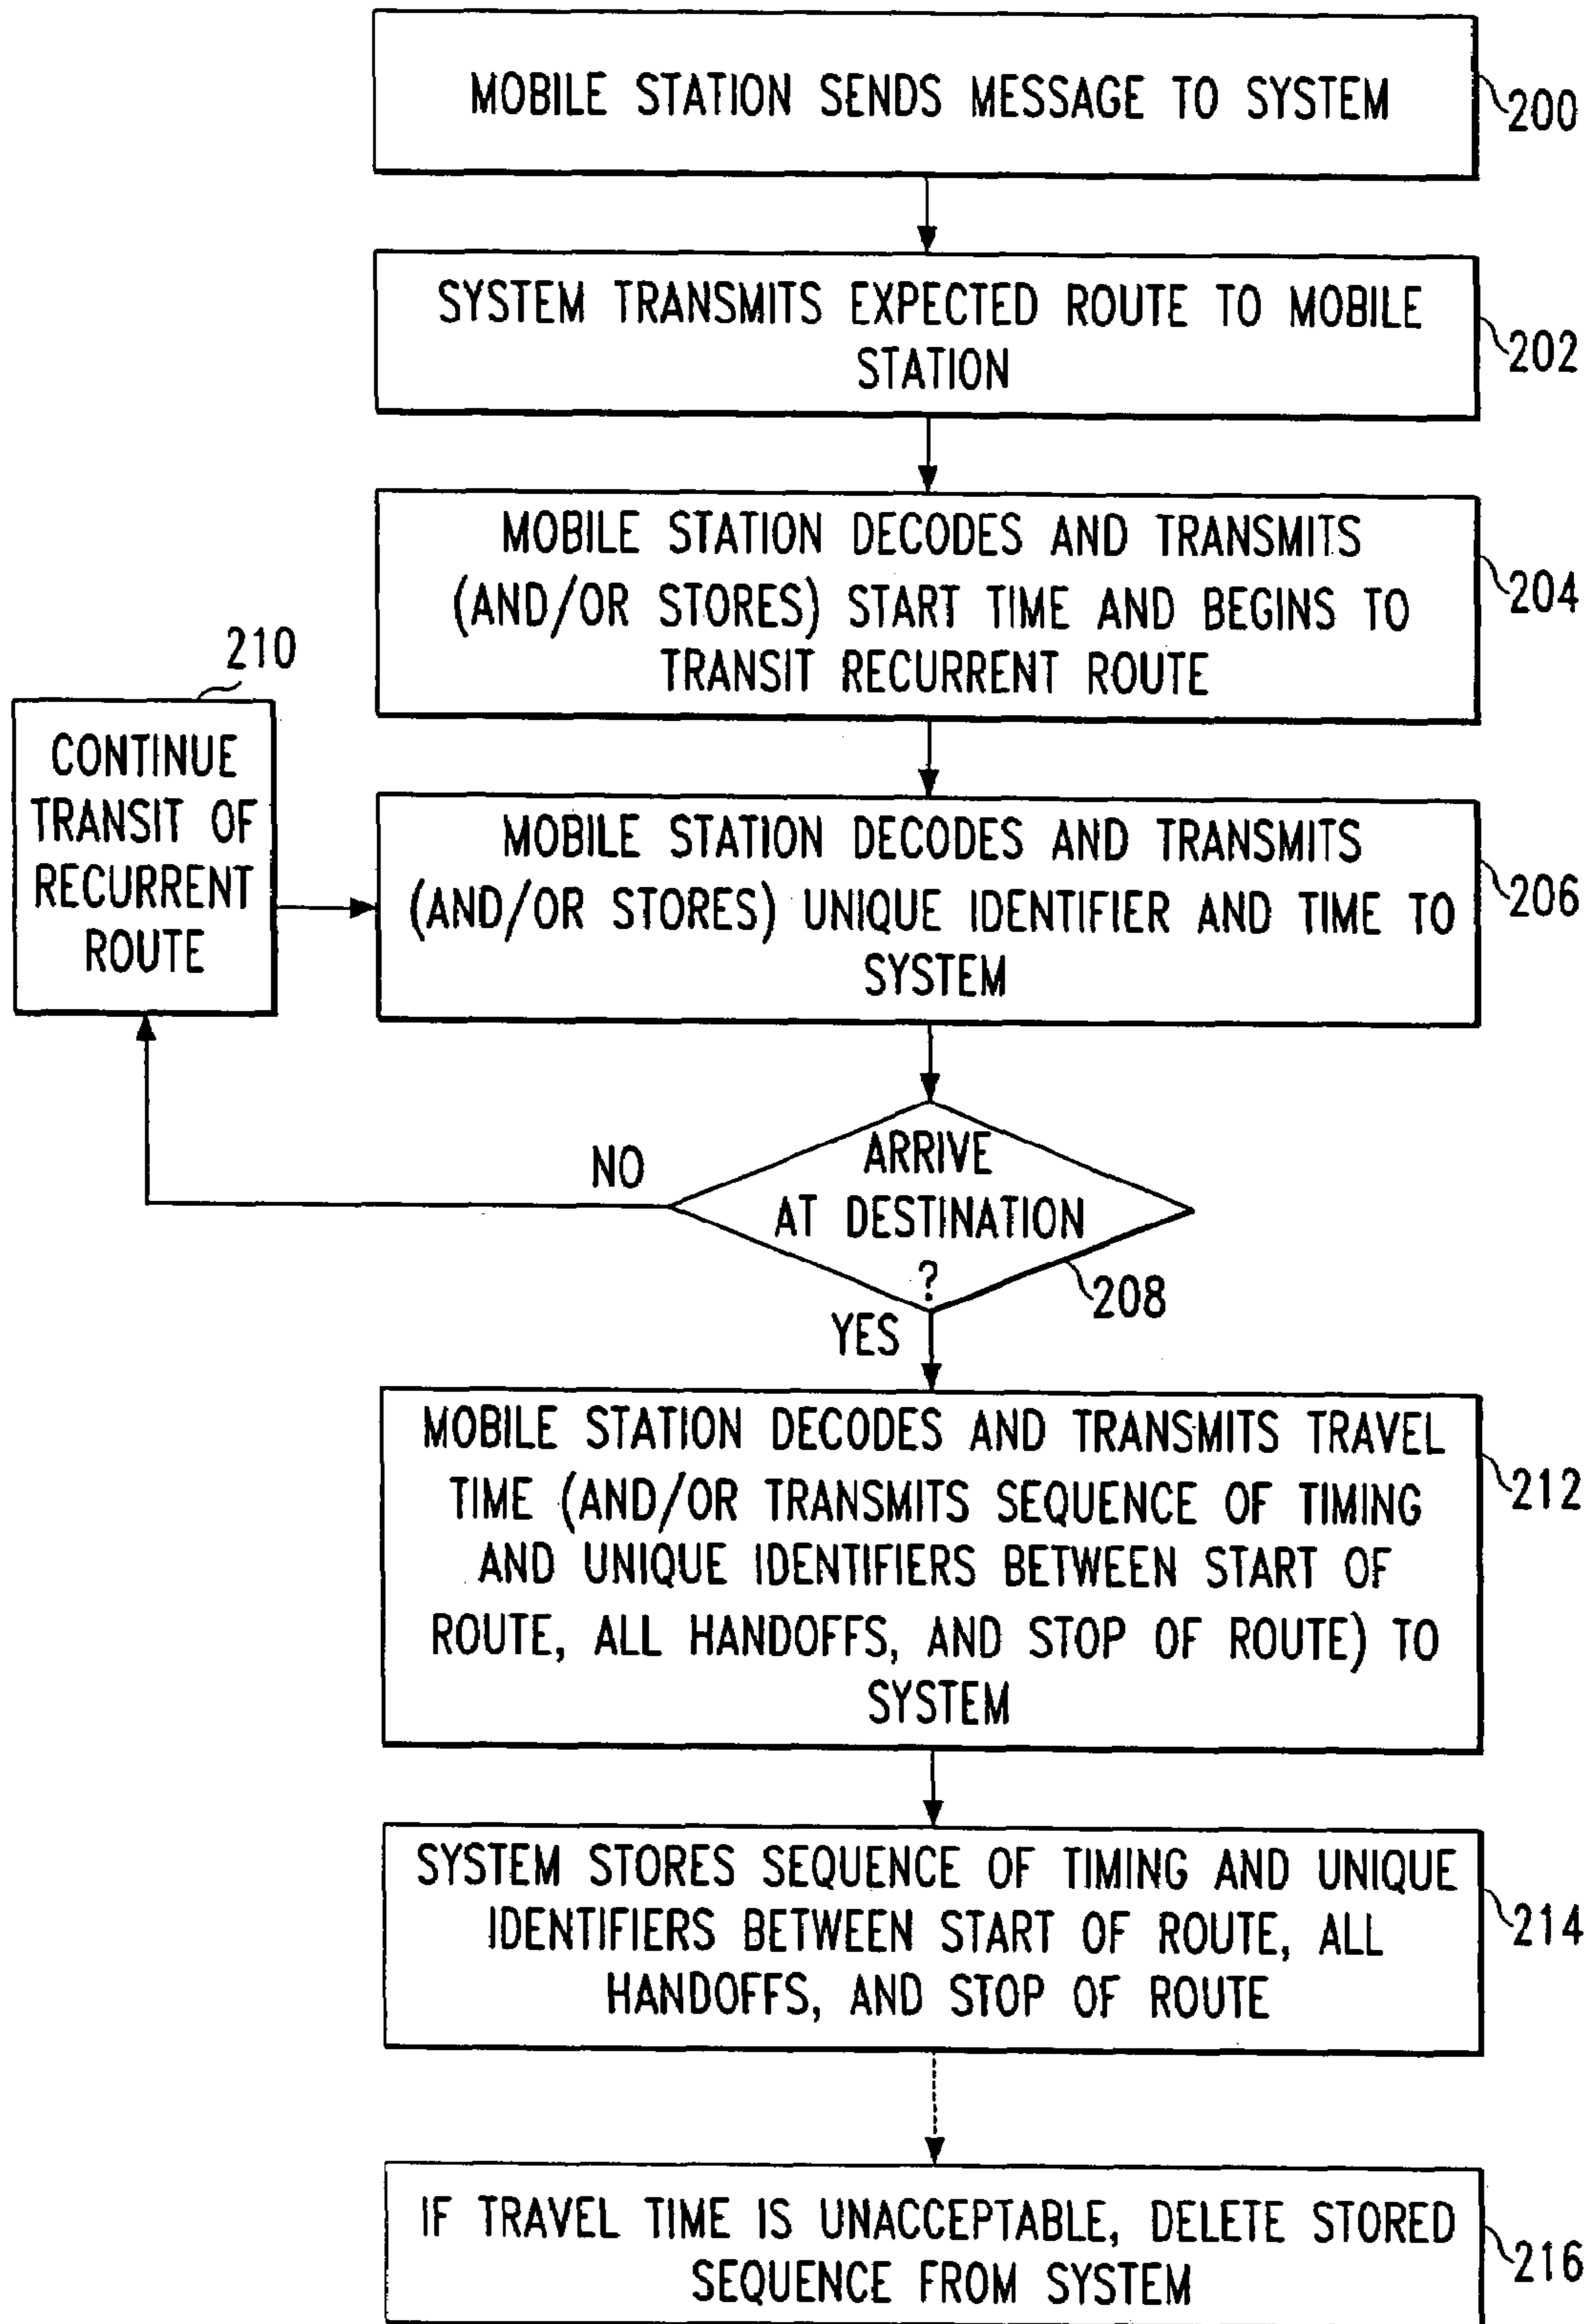 MOBILE STATION SENDS MESSAGE TO SYSTEM
200
SYSTEM TRANSMITS EXPECTED ROUTE TO MOBILE
STATION
202
MOBILE STATION DECODES AND TRANSMITS
(AND/OR STORES) START TIME AND BEGINS TO
TRANSIT RECURRENT ROUTE
204
210
CONTINUE
TRANSIT OF
RECURRENT
ROUTE
MOBILE STATION DECODES AND TRANSMITS
(AND/OR STORES) UNIQUE IDENTIFIER AND TIME TO
SYSTEM
206
NO
ARRIVE
AT DESTINATION
?
208
YES
MOBILE STATION DECODES AND TRANSMITS TRAVEL
TIME (AND/OR TRANSMITS SEQUENCE OF TIMING
AND UNIQUE IDENTIFIERS BETWEEN START OF
ROUTE, ALL HANDOFFS, AND STOP OF ROUTE) TO
SYSTEM
212
SYSTEM STORES SEQUENCE OF TIMING AND UNIQUE
IDENTIFIERS BETWEEN START OF ROUTE, ALL
HANDOFFS, AND STOP OF ROUTE
214
IF TRAVEL TIME IS UNACCEPTABLE, DELETE STORED
SEQUENCE FROM SYSTEM
216